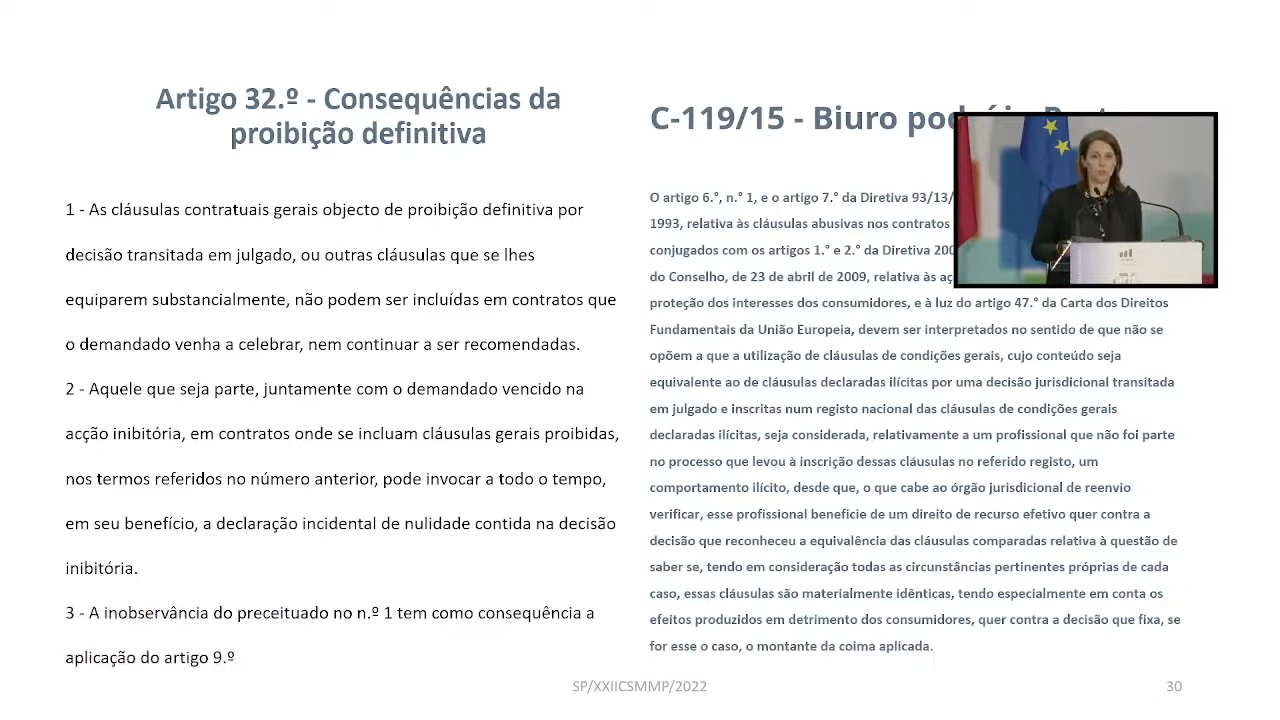 Artigo 32.º - Consequências da
proibição definitiva
1 - As cláusulas contratuais gerais objecto de proibição definitiva por
decisão transitada em julgado, ou outras cláusulas que se lhes
equiparem substancialmente, não podem ser incluídas em contratos que
o demandado venha a celebrar, nem continuar a ser recomendadas.
2 - Aquele que seja parte, juntamente com o demandado vencido na
acção inibitória, em contratos onde se incluam cláusulas gerais proibidas,
nos termos referidos no número anterior, pode invocar a todo o tempo,
em seu benefício, a declaração incidental de nulidade contida na decisão
inibitória.
3 - A inobservância do preceituado no n.º 1 tem como consequência a
aplicação do artigo 9.º
C-119/15 - Biuro
O artigo 6.°, n.° 1, e o artigo 7.° da Diretiva 93/13/
1993, relativa às cláusulas abusivas nos contratos
conjugados com os artigos 1.° e 2.° da Diretiva
do Conselho, de 23 de abril de 2009, relativa às
proteção dos interesses dos consumidores, e à luz do artigo 47.° da Carta dos Direitos
Fundamentais da União Europeia, devem ser interpretados no sentido de que não se
opõem a que a utilização de cláusulas de condições gerais, cujo conteúdo seja
equivalente ao de cláusulas declaradas ilícitas por uma decisão jurisdicional transitada
em julgado e inscritas num registo nacional das cláusulas de condições gerais
declaradas ilícitas, seja considerada, relativamente a um profissional que não foi parte
no processo que levou à inscrição dessas cláusulas no referido registo, um
comportamento ilícito, desde que, o que cabe ao órgão jurisdicional de reenvio
verificar, esse profissional beneficie de um direito de recurso efetivo quer contra a
decisão que reconheceu a equivalência das cláusulas comparadas relativa à questão de
saber se, tendo em consideração todas as circunstâncias pertinentes próprias de cada
caso, essas cláusulas são materialmente idênticas, tendo especialmente em conta os
efeitos produzidos em detrimento dos consumidores, quer contra a decisão que fixa, se
for esse o caso, o montante da coima aplicada.
SP/XXIICSMMP/2022
30